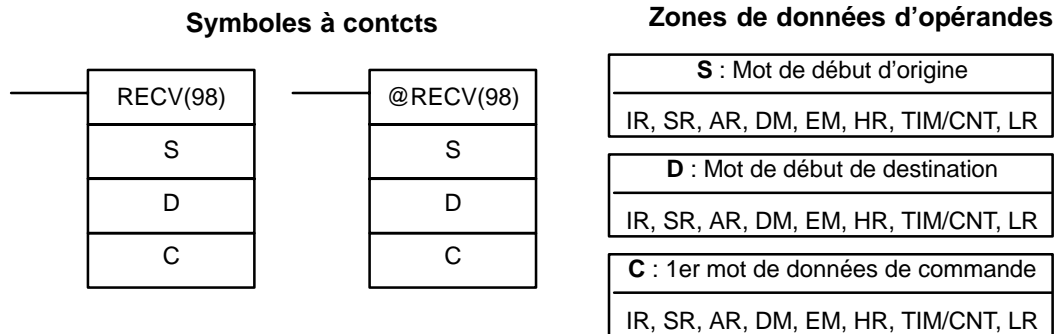 Symboles à contcts
RECV(98)
S
D
C
@RECV(98)
S
D
C
Zones de données d’opérandes
S : Mot de début d’origine
IR, SR, AR, DM, EM, HR, TIM/CNT, LR
D : Mot de début de destination
IR, SR, AR, DM, EM, HR, TIM/CNT, LR
C : 1er mot de données de commande
IR, SR, AR, DM, EM, HR, TIM/CNT, LR